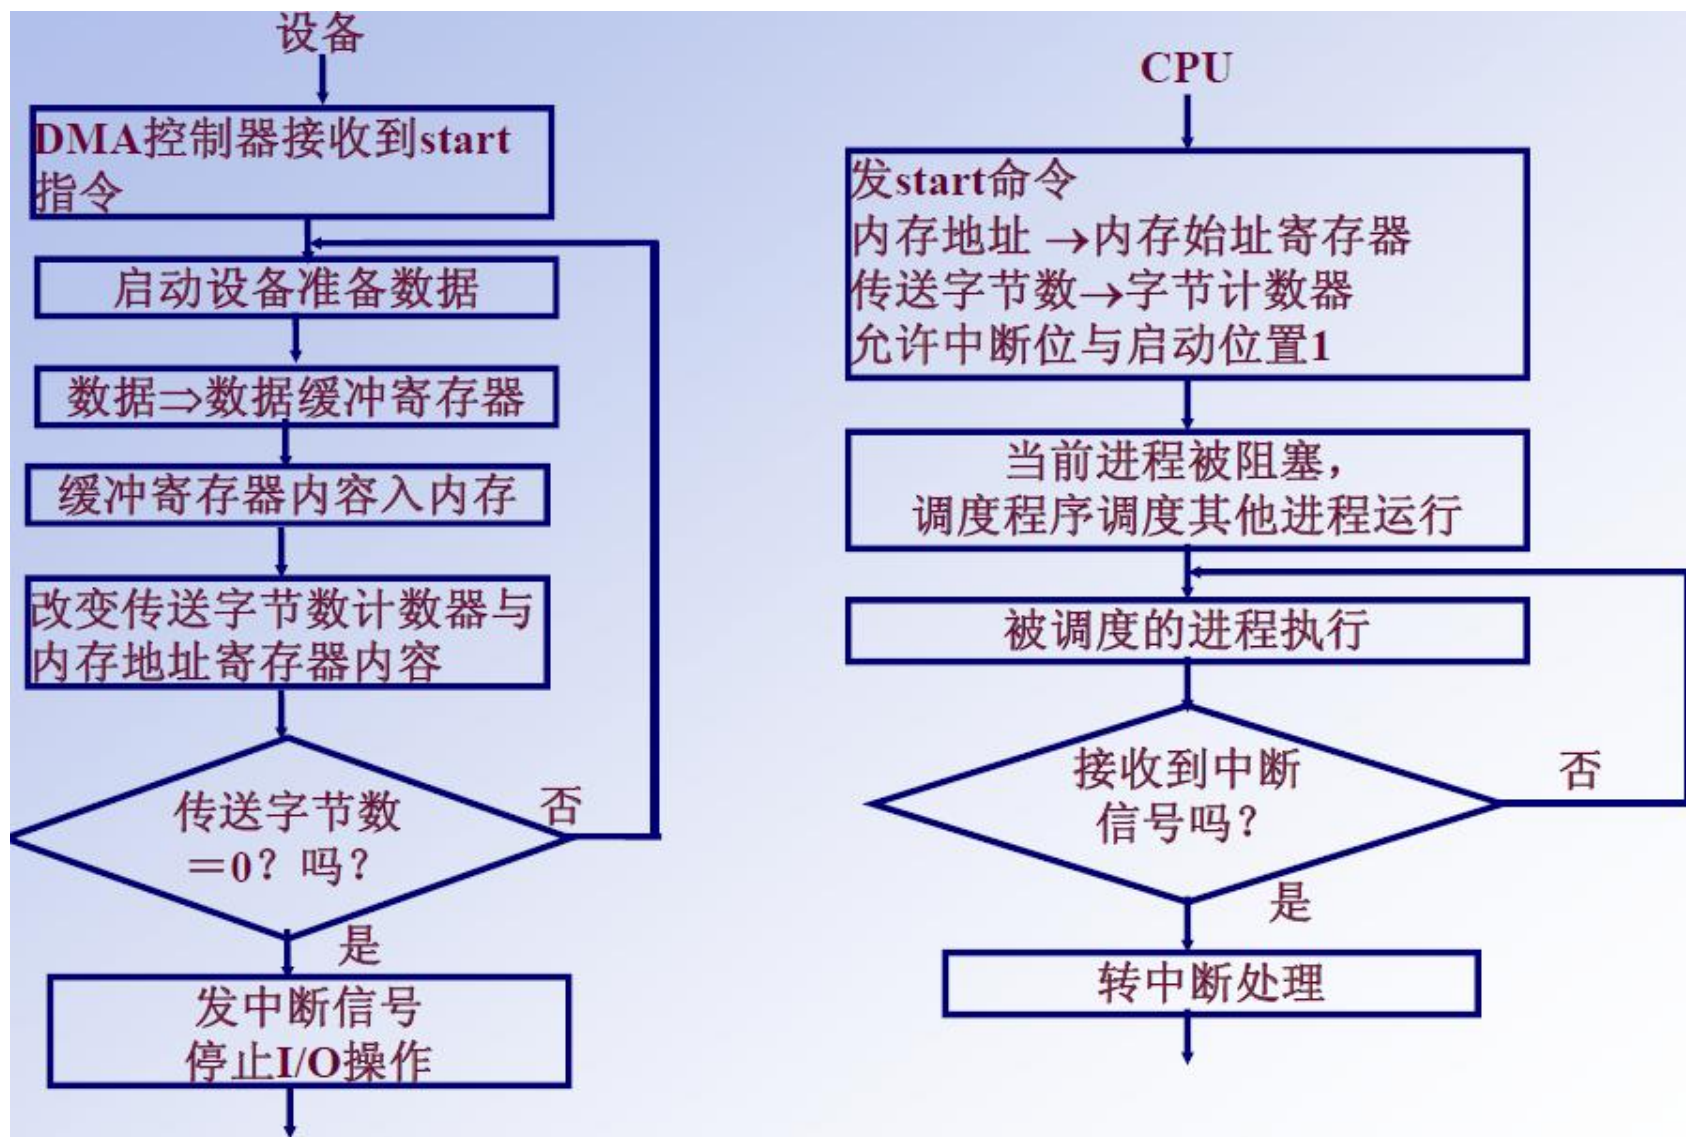 设备
DMA控制器接收到start
指令
启动设备准备数据
数据⇒数据缓冲寄存器
缓冲寄存器内容入内存
改变传送字节数计数器与
内存地址寄存器内容
传送字节数
＝0？吗？
否
是
发中断信号
停止I/O操作
CPU
发start命令
内存地址→内存始址寄存器
传送字节数→字节计数器
允许中断位与启动位置1
当前进程被阻塞，
调度程序调度其他进程运行
被调度的进程执行
接收到中断
信号吗？
否
是
转中断处理